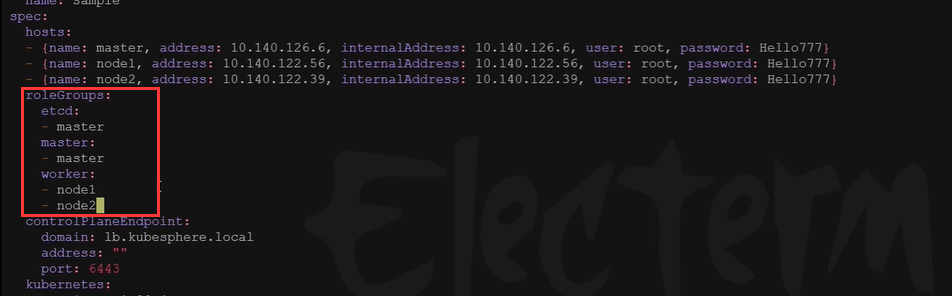 name: sample
spec:
  hosts:
  - {name: master, address: 10.140.126.6, internalAddress: 10.140.126.6, user: root, password: Hello777}
  - {name: node1, address: 10.140.122.56, internalAddress: 10.140.122.56, user: root, password: Hello777}
  - {name: node2, address: 10.140.122.39, internalAddress: 10.140.122.39, user: root, password: Hello777}
  roleGroups:
    etcd:
    - master
    master:
    - master
    worker:
    - node1
    - node2
  controlPlaneEndpoint:
    domain: lb.kubesphere.local
    address: ""
    port: 6443
  kubernetes:
Electerm